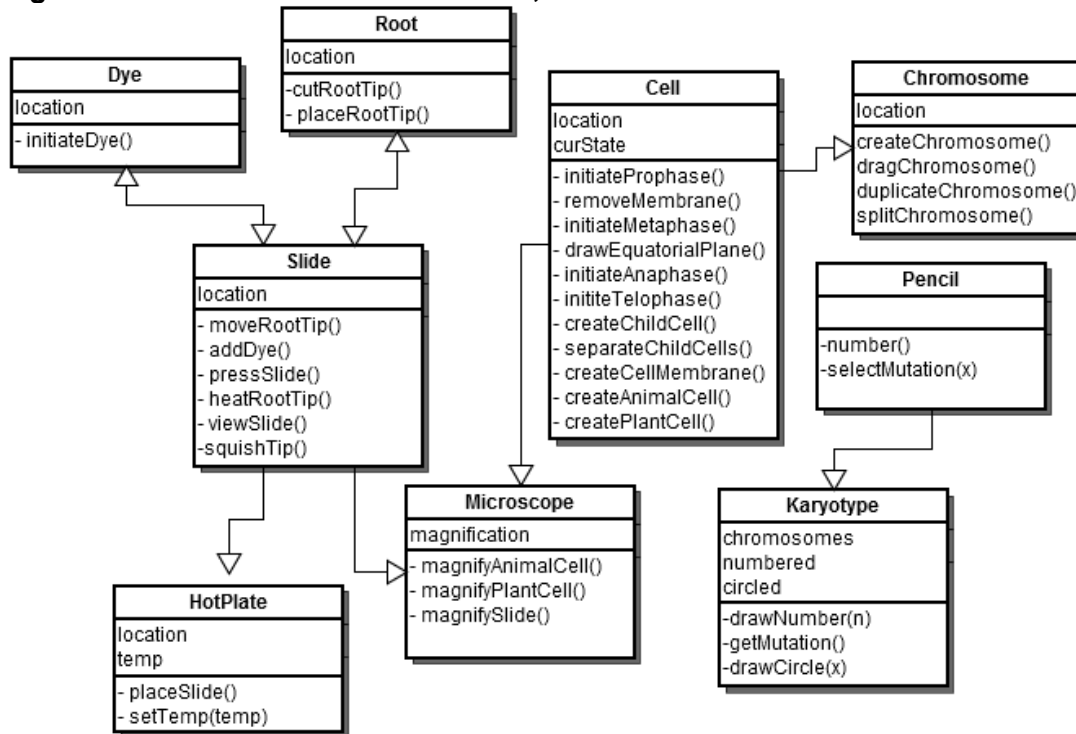 Root
location
-cutRootTip()
- placeRootTip()
Dye
location
- initiateDye()
Cell
location
curState
- initiateProphase()
- removeMembrane()
- initiateMetaphase()
- drawEquatorialPlane()
- initiateAnaphase()
- inititeTelophase()
- createChildCell()
- separateChildCells()
- createCellMembrane()
- createAnimalCell()
- createPlantCell()
Chromosome
location
createChromosome()
dragChromosome()
duplicateChromosome()
splitChromosome()
Slide
location
- moveRootTip()
- addDye()
- pressSlide()
- heatRootTip()
- viewSlide()
-squishTip()
Pencil
-number()
-selectMutation(x)
Microscope
magnification
- magnifyAnimalCell()
- magnifyPlantCell()
- magnifySlide()
Karyotype
chromosomes
numbered
circled
-drawNumber(n)
-getMutation()
-drawCircle(x)
HotPlate
location
temp
- placeSlide()
- setTemp(temp)